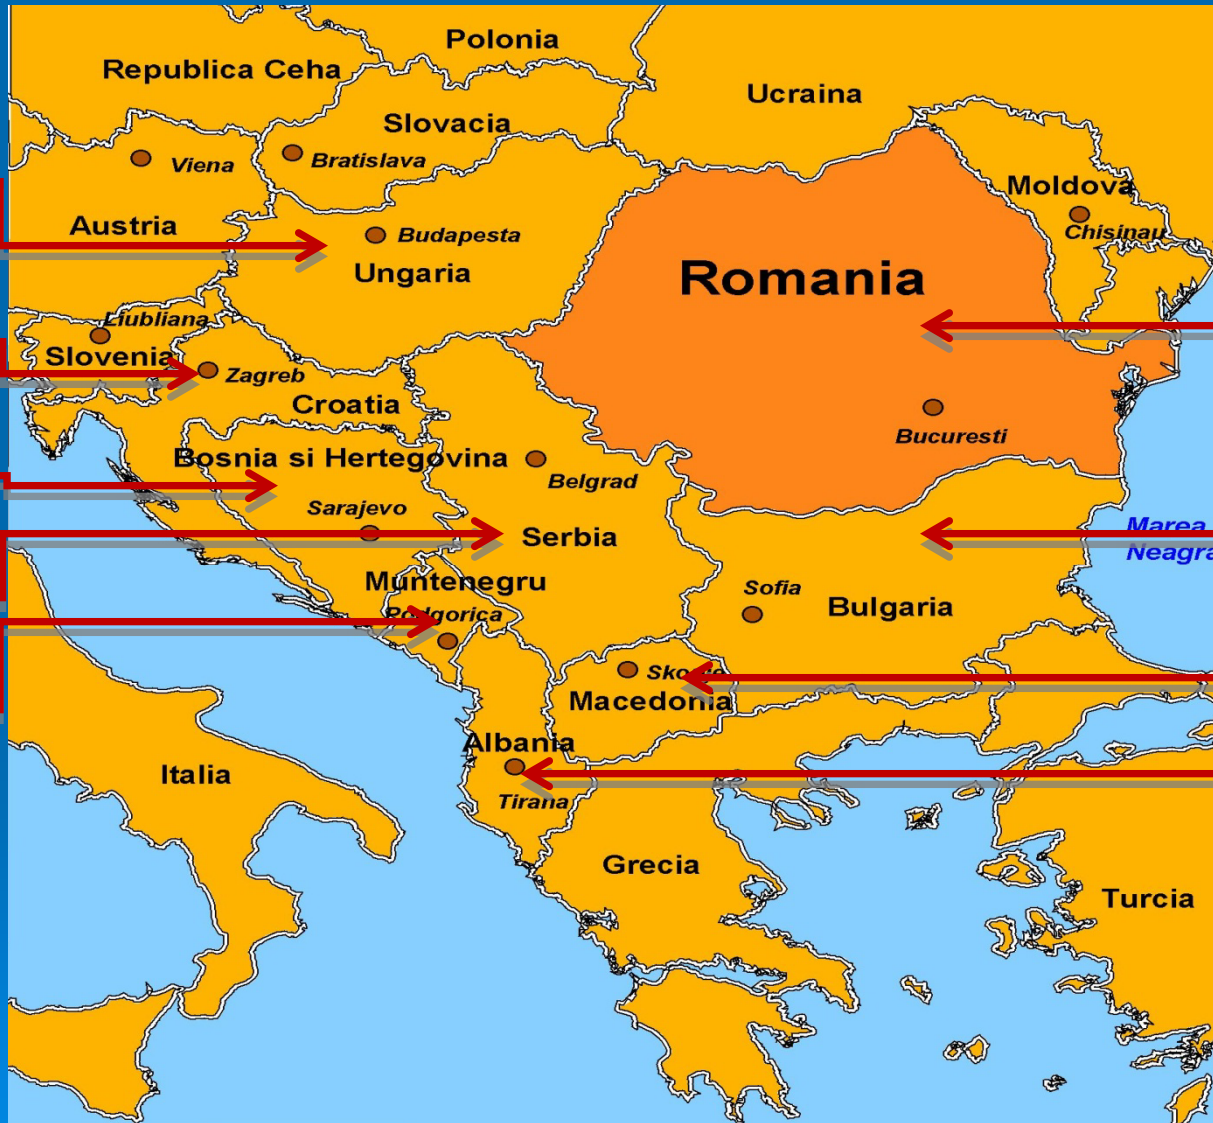 Polonia
Republica Ceha
Ucraina
Slovacia
Viena
Bratislava
Moldova
Austria
Chisinau
Budapesta
Ungaria
Romania
Liubliana
Slovenia
Zagreb
Croatia
Bucuresti
Bosnia si Hertegovina
Belgrad
Sarajevo
Serbia
Marea
Neagra
Muntenegru
Sofia
Bulgaria
Podgorica
Macedonia
Albania
Italia
Tirana
Grecia
Turcia